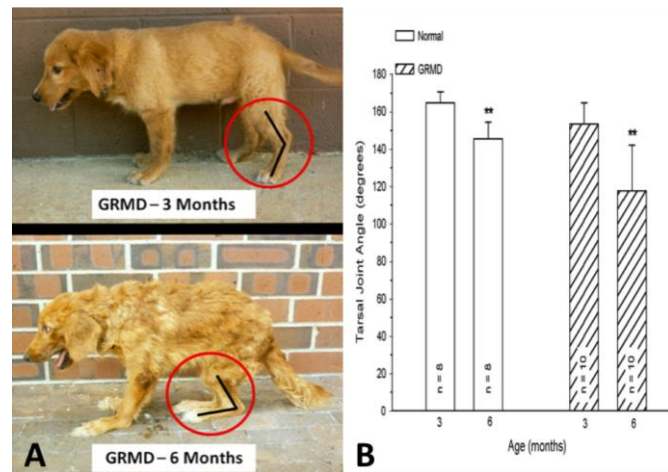 GRMD – 3 Months
GRMD – 6 Months
A
Normal
GRMD
180
160
140
120
100
80
60
40
20
0
Tarsal Joint Angle (degrees)
**
**
n = 8
n = 8
n = 10
n = 10
3
6
3
6
Age (months)
B